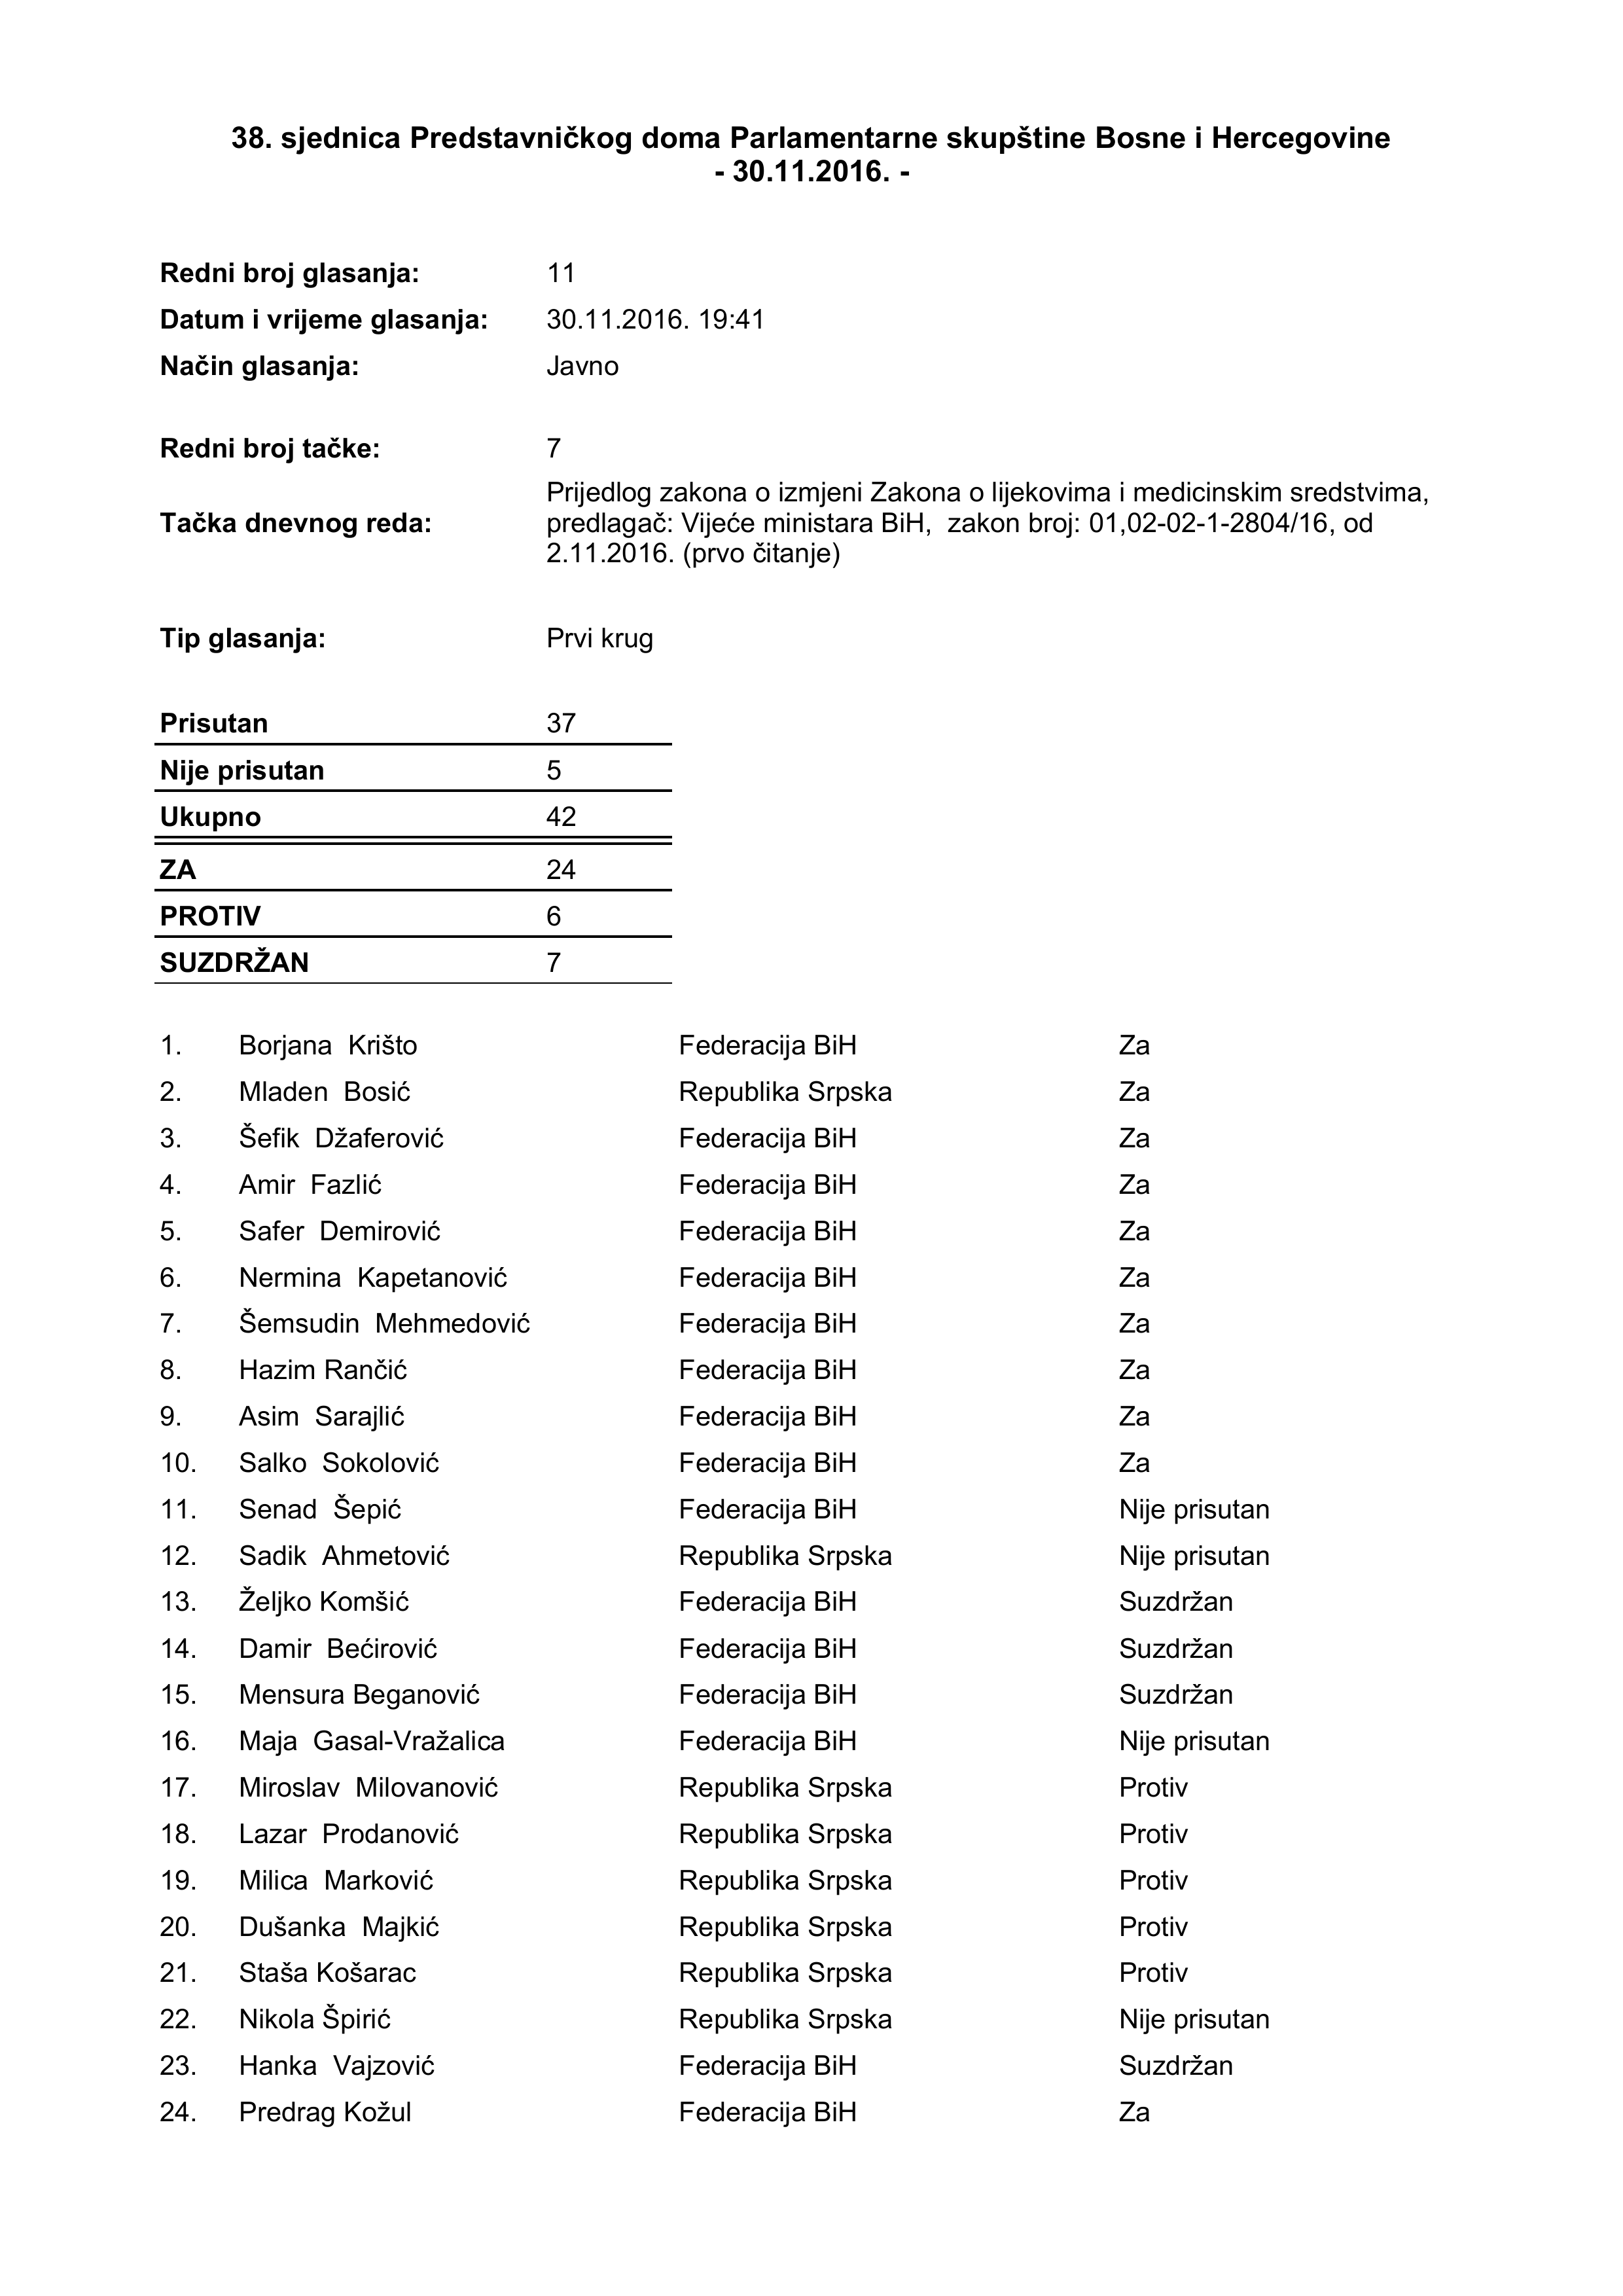 38. sjednica Predstavničkog doma Parlamentarne skupštine Bosne i Hercegovine
- 30.11.2016. -
Redni broj glasanja: 11
Datum i vrijeme glasanja: 30.11.2016. 19:41
Način glasanja: Javno
Redni broj tačke: 7
Tačka dnevnog reda: Prijedlog zakona o izmjeni Zakona o lijekovima i medicinskim sredstvima,
predlagač: Vijeće ministara BiH, zakon broj: 01,02-02-1-2804/16, od
2.11.2016. (prvo čitanje)
Tip glasanja: Prvi krug
Prisutan 37
Nije prisutan 5
Ukupno 42
ZA 24
PROTIV 6
SUZDRŽAN 7
1. Borjana Krišto Federacija BiH Za
2. Mladen Bosić Republika Srpska Za
3. Šefik Džaferović Federacija BiH Za
4. Amir Fazlić Federacija BiH Za
5. Safer Demirović Federacija BiH Za
6. Nermina Kapetanović Federacija BiH Za
7. Šemsudin Mehmedović Federacija BiH Za
8. Hazim Rančić Federacija BiH Za
9. Asim Sarajlić Federacija BiH Za
10. Salko Sokolović Federacija BiH Za
11. Senad Šepić Federacija BiH Nije prisutan
12. Sadik Ahmetović Republika Srpska Nije prisutan
13. Željko Komšić Federacija BiH Suzdržan
14. Damir Bećirović Federacija BiH Suzdržan
15. Mensura Beganović Federacija BiH Suzdržan
16. Maja Gasal-Vražalica Federacija BiH Nije prisutan
17. Miroslav Milovanović Republika Srpska Protiv
18. Lazar Prodanović Republika Srpska Protiv
19. Milica Marković Republika Srpska Protiv
20. Dušanka Majkić Republika Srpska Protiv
21. Staša Košarac Republika Srpska Protiv
22. Nikola Špirić Republika Srpska Nije prisutan
23. Hanka Vajzović Federacija BiH Suzdržan
24. Predrag Kožul Federacija BiH Za